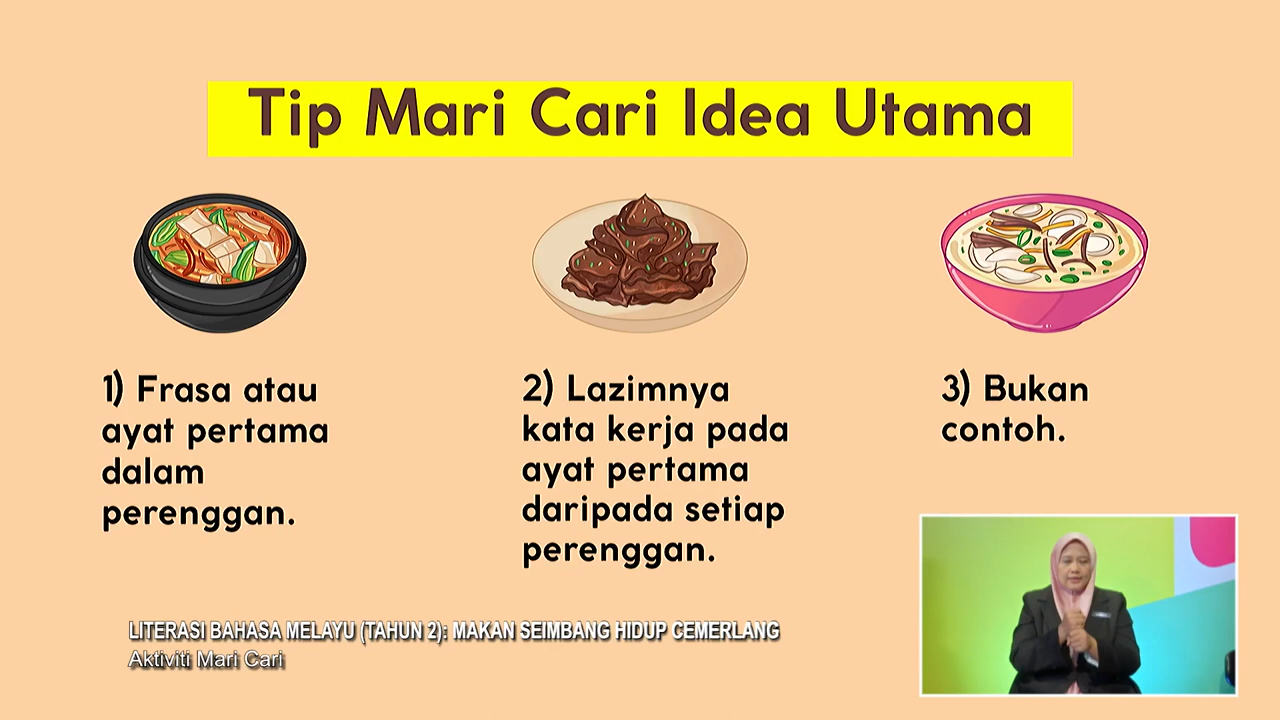 Tip Mari Cari Idea Utama
1) Frasa atau
ayat pertama
dalam
perenggan.
2) Lazimnya
kata kerja pada
ayat pertama
daripada setiap
perenggan.
3) Bukan
contoh.
LITERASI BAHASA MELAYU (TAHUN 2): MAKAN SEIMBANG HIDUP CEMERLANG
Aktiviti Mari Cari